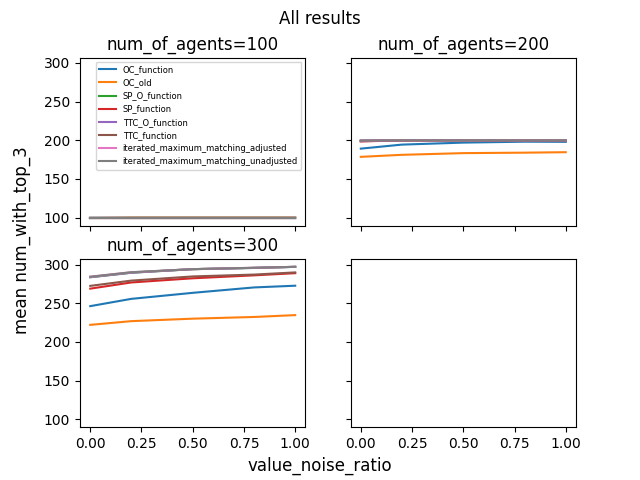 All results
num_of_agents=100
num_of_agents=200
300
250
200
150
100
OC_function
OC_old
SP_O_function
SP_function
TTC_O_function
TTC_function
iterated_maximum_matching_adjusted
iterated_maximum_matching_unadjusted
mean num_with_top_3
num_of_agents=300
300
250
200
150
100
0.00 0.25 0.50 0.75 1.00
0.00 0.25 0.50 0.75 1.00
value_noise_ratio